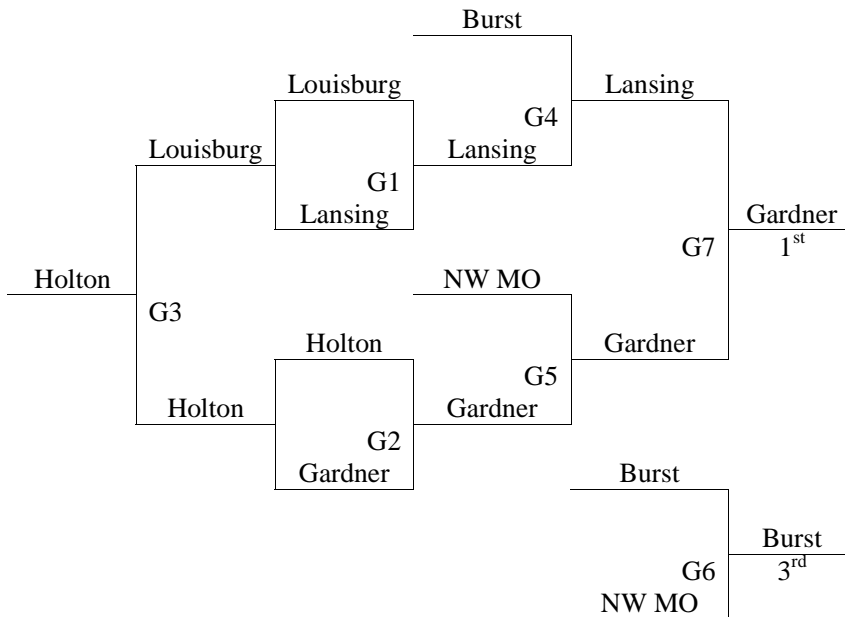 Burst
Louisburg
Lansing
G4
Louisburg
Lansing
G1
Lansing
Gardner
1st
G7
Holton
NW MO
G3
Holton
Gardner
G5
Holton
Gardner
G2
Gardner
Burst
Burst
3rd
G6
NW MO